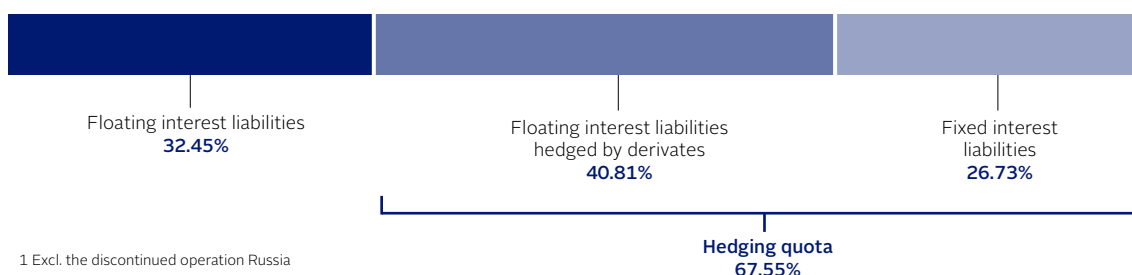 Floating interest liabilities
32.45%
Floating interest liabilities
hedged by derivates
40.81%
Fixed interest
liabilities
26.73%
Hedging quota
67.55%
1 Excl. the discontinued operation Russia